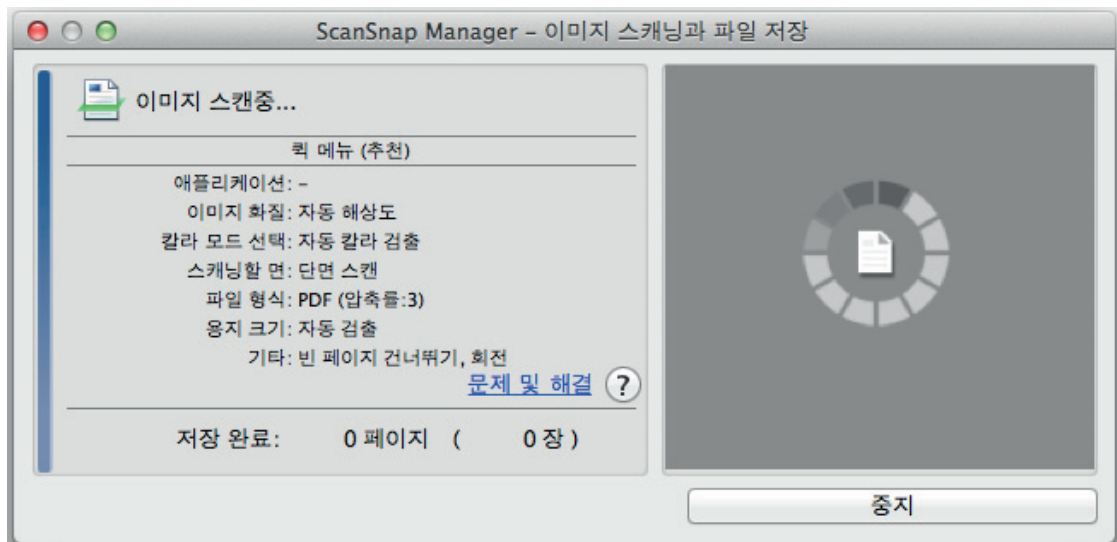 ScanSnap Manager – 이미지 스캐닝과 파일 저장
이미지 스캔중...
퀵 메뉴 (추천)
애플리케이션: –
이미지 화질: 자동 해상도
칼라 모드 선택: 자동 칼라 검출
스캐닝할 면: 단면 스캔
파일 형식: PDF (압축률:3)
용지 크기: 자동 검출
기타: 빈 페이지 건너뛰기, 회전
문제 및 해결 ?
저장 완료: 0 페이지 ( 0 장 )
중지